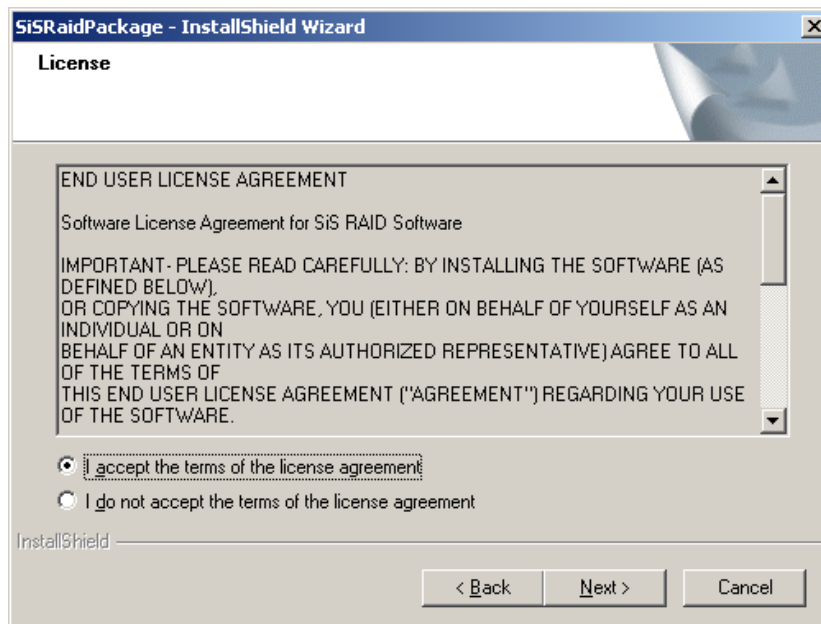 SiSRaidPackage - InstallShield Wizard
License
END USER LICENSE AGREEMENT
Software License Agreement for SiS RAID Software
IMPORTANT- PLEASE READ CAREFULLY: BY INSTALLING THE SOFTWARE (AS
DEFINED BELOW),
OR COPYING THE SOFTWARE, YOU (EITHER ON BEHALF OF YOURSELF AS AN
INDIVIDUAL OR ON
BEHALF OF AN ENTITY AS ITS AUTHORIZED REPRESENTATIVE) AGREE TO ALL
OF THE TERMS OF
THIS END USER LICENSE AGREEMENT ("AGREEMENT") REGARDING YOUR USE
OF THE SOFTWARE.
I accept the terms of the license agreement
I do not accept the terms of the license agreement
InstallShield
< Back Next > Cancel